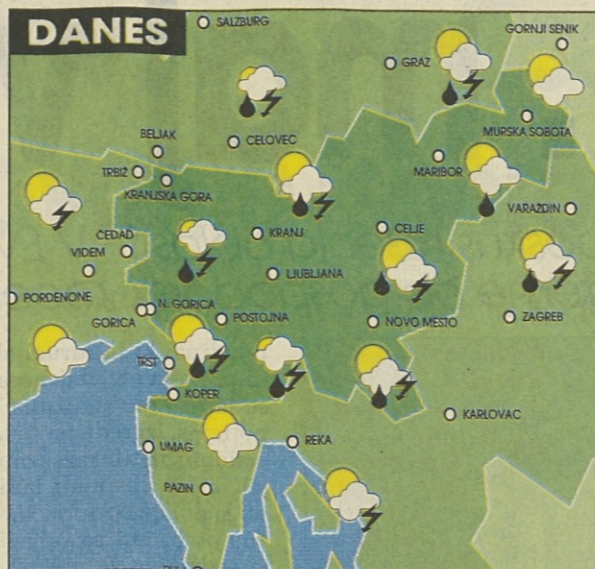 DANES
SALZBURG
GORNJI SENIK
GRAZ
MURSKA SOBOTA
BELJAK
CELOVEC
TRBIŽ
MARIBOR
KRANJSKA GORA
VARAŽDIN
ČEDAD
KRANJ
CELJE
VIDEM
LJUBLJANA
PORDENONE
N. GORICA
GORICA
POSTOJNA
NOVO MESTO
ZAGREB
TRST
KOPER
KARLOVAC
UMAG
REKA
PAZIN